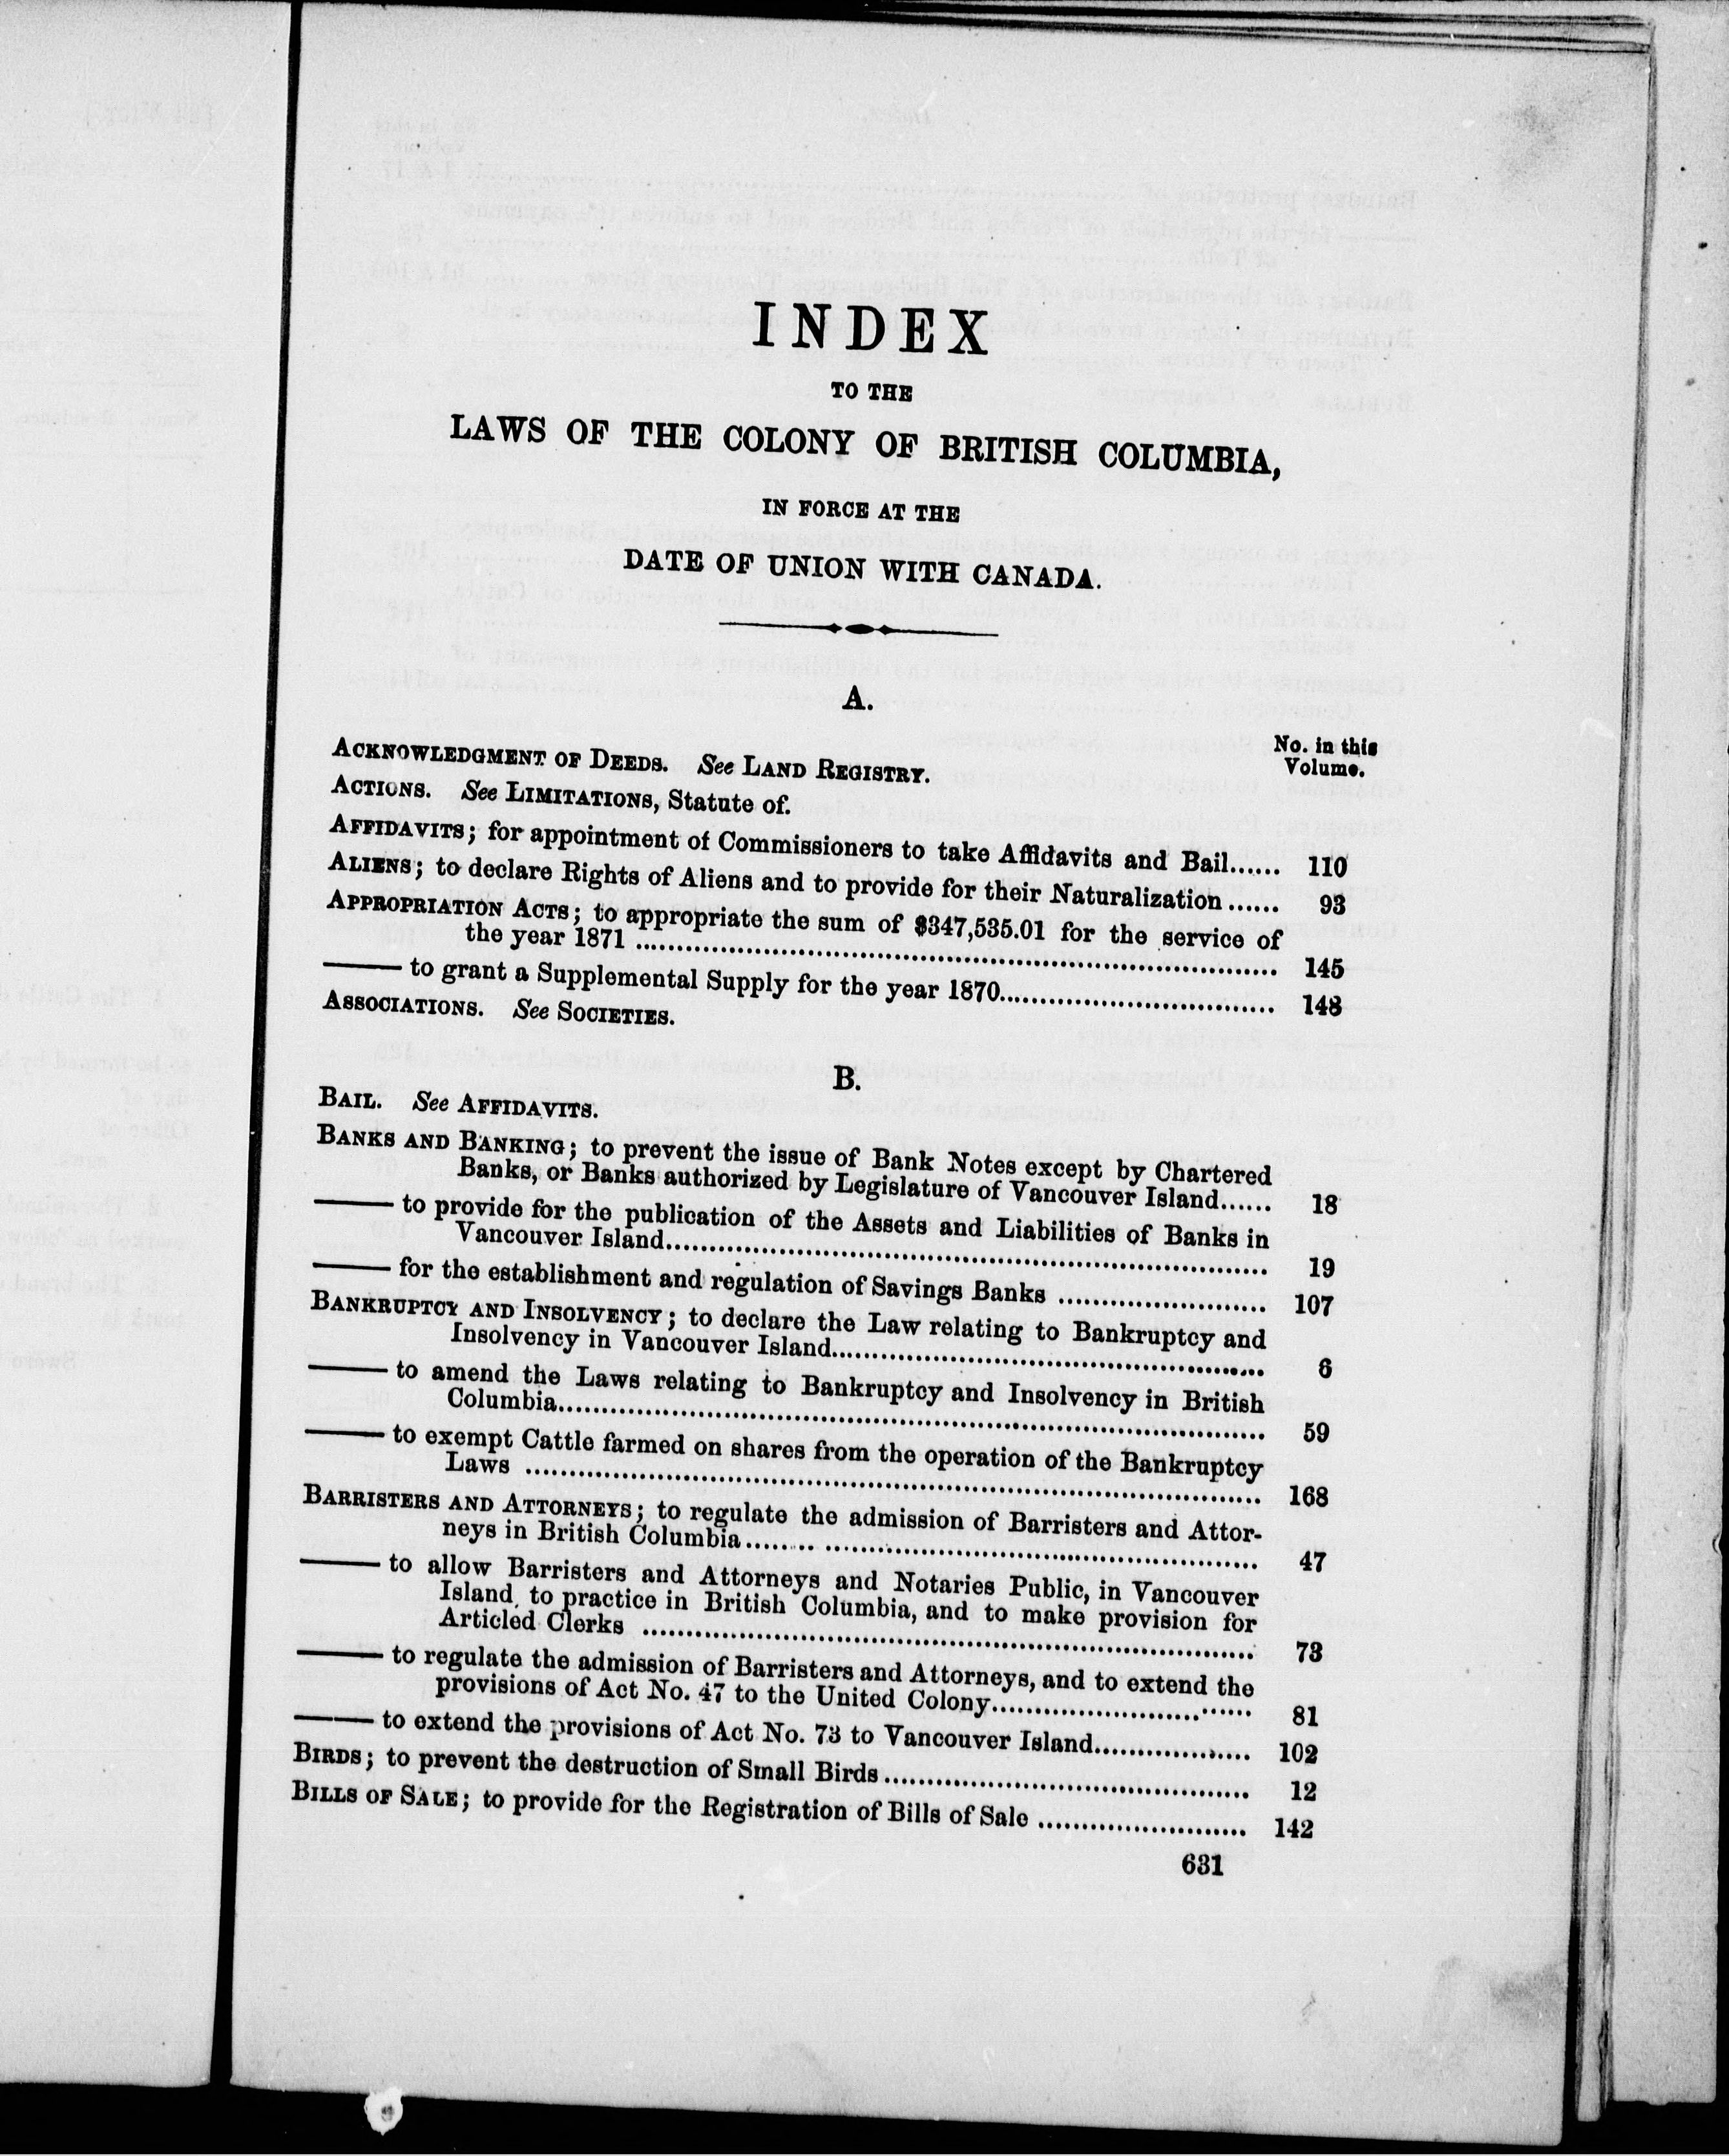 INDEX
TO THE
LAWS OF THE COLONY OF BRITISH COLUMBIA,
IN FORCE AT THE
DATE OF UNION WITH CANADA.
A.
No. in this
Volume.
ACKNOWLEDGMENT OF DEEDS. See LAND REGISTRY.
ACTIONS. See LIMITATIONS, Statute of.
AFFIDAVITS; for appointment of Commissioners to take Affidavits and Bail...... 110
ALIENS; to declare Rights of Aliens and to provide for their Naturalization ...... 93
APPROPRIATION ACTS; to appropriate the sum of $347,535.01 for the service of
the year 1871 ........................................................................... 145
——— to grant a Supplemental Supply for the year 1870................................. 148
ASSOCIATIONS. See SOCIETIES.
B.
BAIL. See AFFIDAVITS.
BANKS AND BANKING; to prevent the issue of Bank Notes except by Chartered
Banks, or Banks authorized by Legislature of Vancouver Island...... 18
——— to provide for the publication of the Assets and Liabilities of Banks in
Vancouver Island........................................................................ 19
——— for the establishment and regulation of Savings Banks ......................... 107
BANKRUPTCY AND INSOLVENCY; to declare the Law relating to Bankruptcy and
Insolvency in Vancouver Island.................................................... 6
——— to amend the Laws relating to Bankruptcy and Insolvency in British
Columbia.................................................................................... 59
——— to exempt Cattle farmed on shares from the operation of the Bankruptcy
Laws ........................................................................................ 168
BARRISTERS AND ATTORNEYS; to regulate the admission of Barristers and Attor-
neys in British Columbia............................................................. 47
——— to allow Barristers and Attorneys and Notaries Public, in Vancouver
Island, to practice in British Columbia, and to make provision for
Articled Clerks .......................................................................... 73
——— to regulate the admission of Barristers and Attorneys, and to extend the
provisions of Act No. 47 to the United Colony............................... 81
——— to extend the provisions of Act No. 73 to Vancouver Island................... 102
BIRDS; to prevent the destruction of Small Birds............................................ 12
BILLS OF SALE; to provide for the Registration of Bills of Sale ......................... 142
631